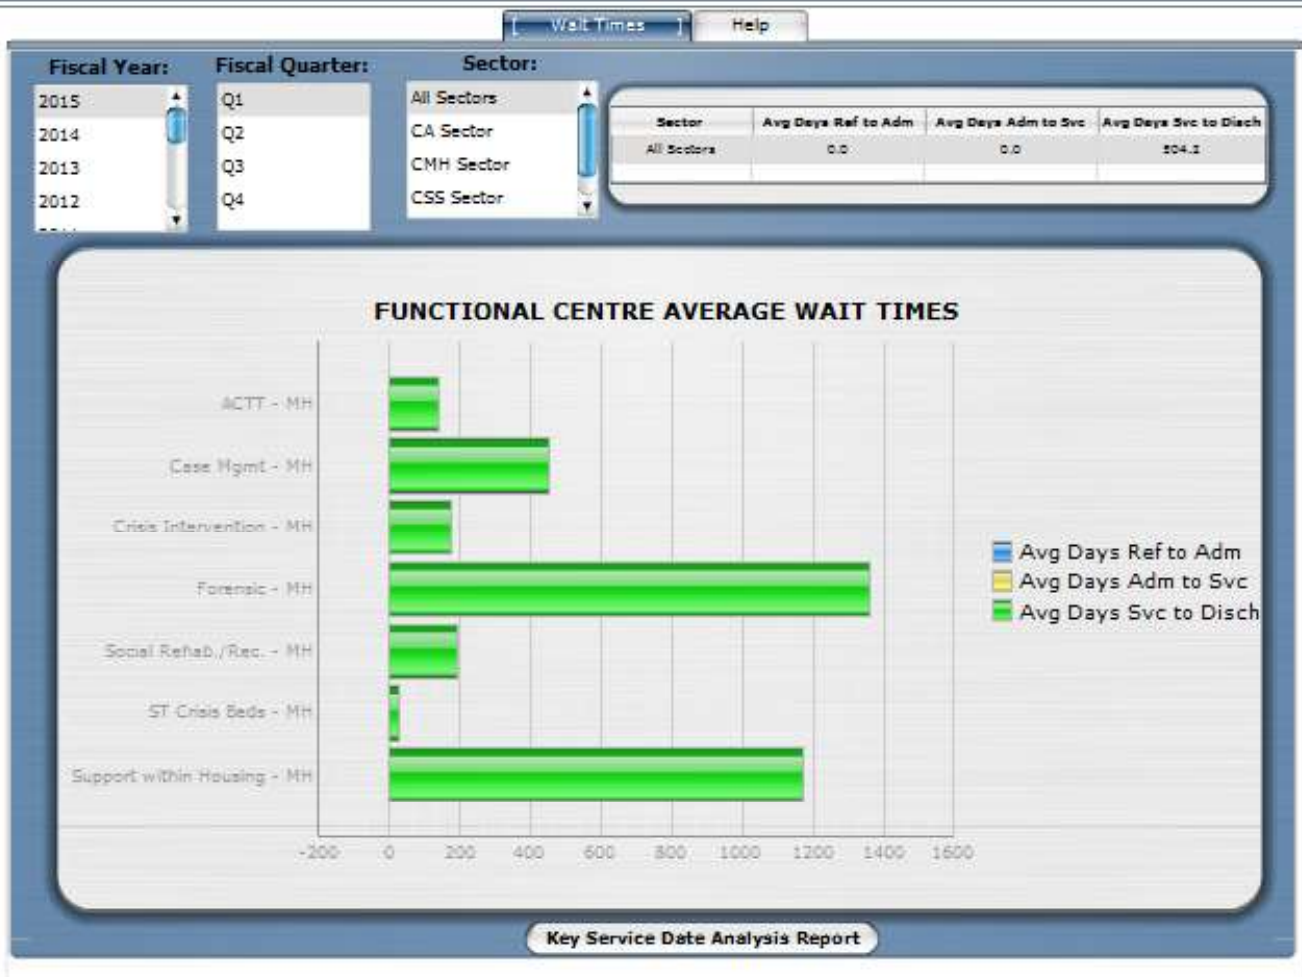 [ Wait Times ] Help
Fiscal Year: Fiscal Quarter: Sector:
2015
2014
2013
2012
Q1
Q2
Q3
Q4
All Sectors
CA Sector
CMH Sector
CSS Sector
Sector Avg Days Ref to Adm Avg Days Adm to Svc Avg Days Svc to Disch
All Sectors 0.0 0.0
FUNCTIONAL CENTRE AVERAGE WAIT TIMES
ACTT - MH
Case Mgmt - MH
Crisis Intervention - MH
Forensic - MH
Social Rehab./Rec. - MH
ST Crisis Beds - MH
Support within Housing - MH
-200 0 200 400 600 800 1000 1200 1400 1600
Avg Days Ref to Adm
Avg Days Adm to Svc
Avg Days Svc to Disch
Key Service Date Analysis Report